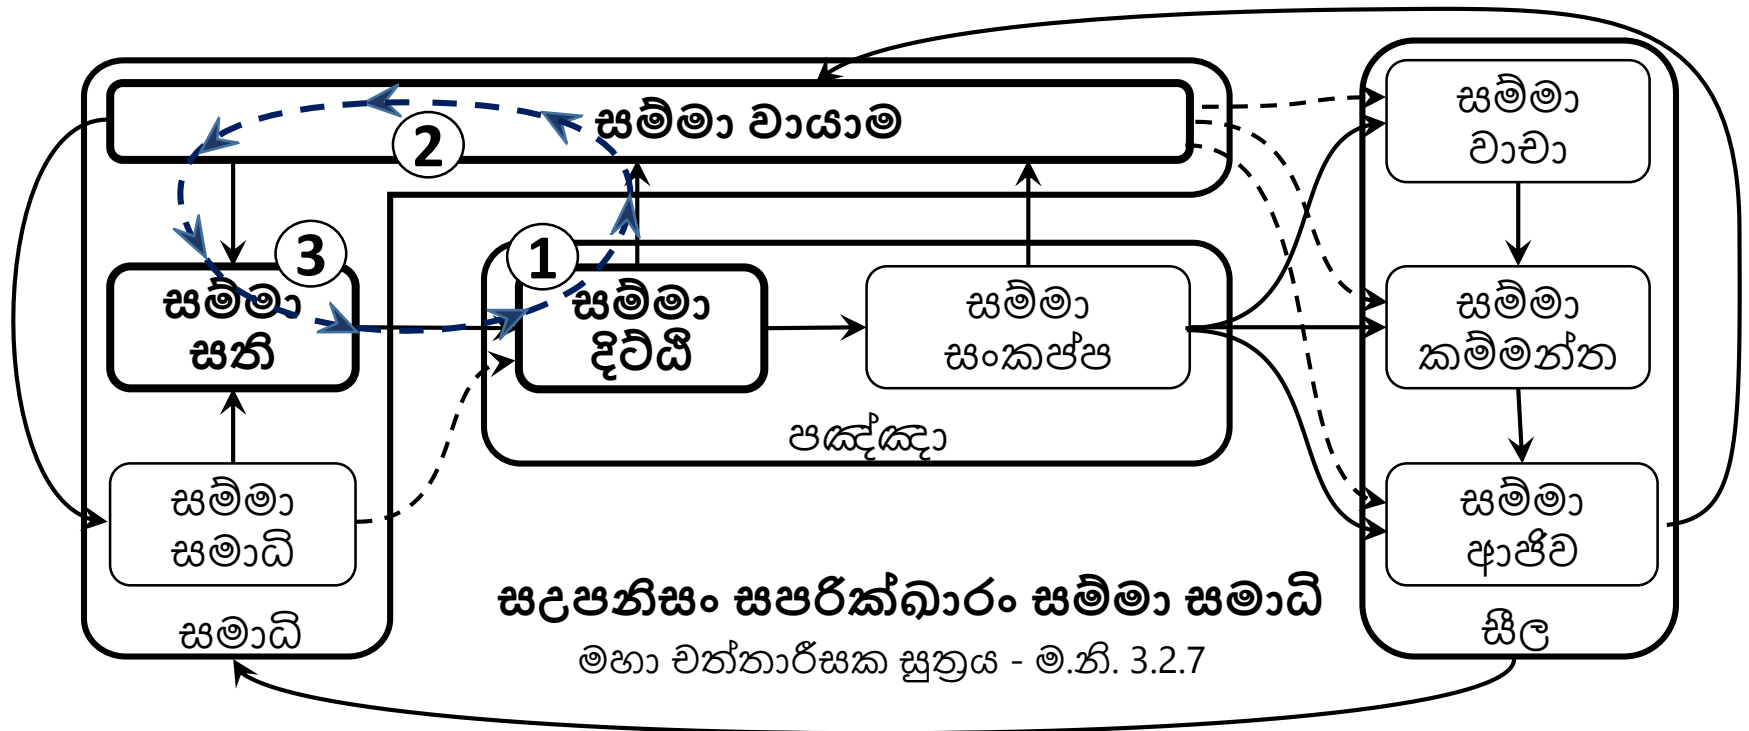 සම්මා වායාම
2
3
1
සම්මා
සති
සම්මා
දිට්ඨි
සම්මා
සංකප්ප
පඤ්ඤා
සම්මා
සමාධි
සමාධි
සම්මා
වාචා
සම්මා
කම්මන්ත
සම්මා
ආජිව
සීල
සඋපනිසං සපරික්ඛාරං සම්මා සමාධි
මහා චත්තාරීසක සුත්‍රය - ම.නි. 3.2.7